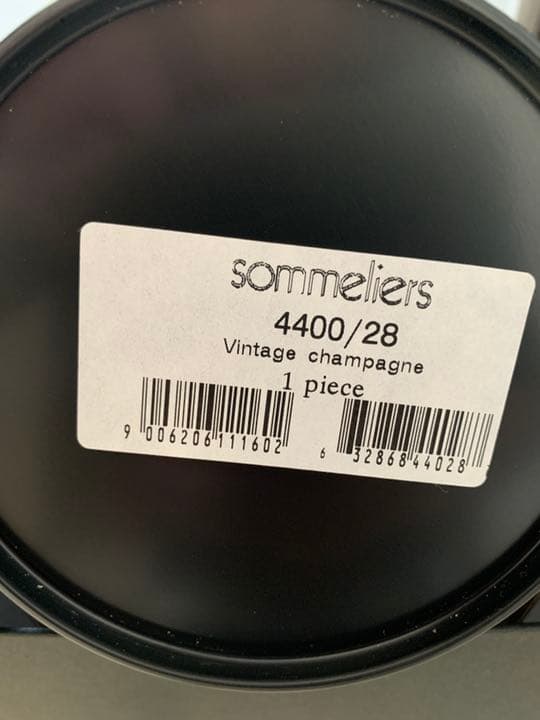 sommeliers
4400/28
Vintage champagne
1 piece
9 006206 111602
6 32868 44028